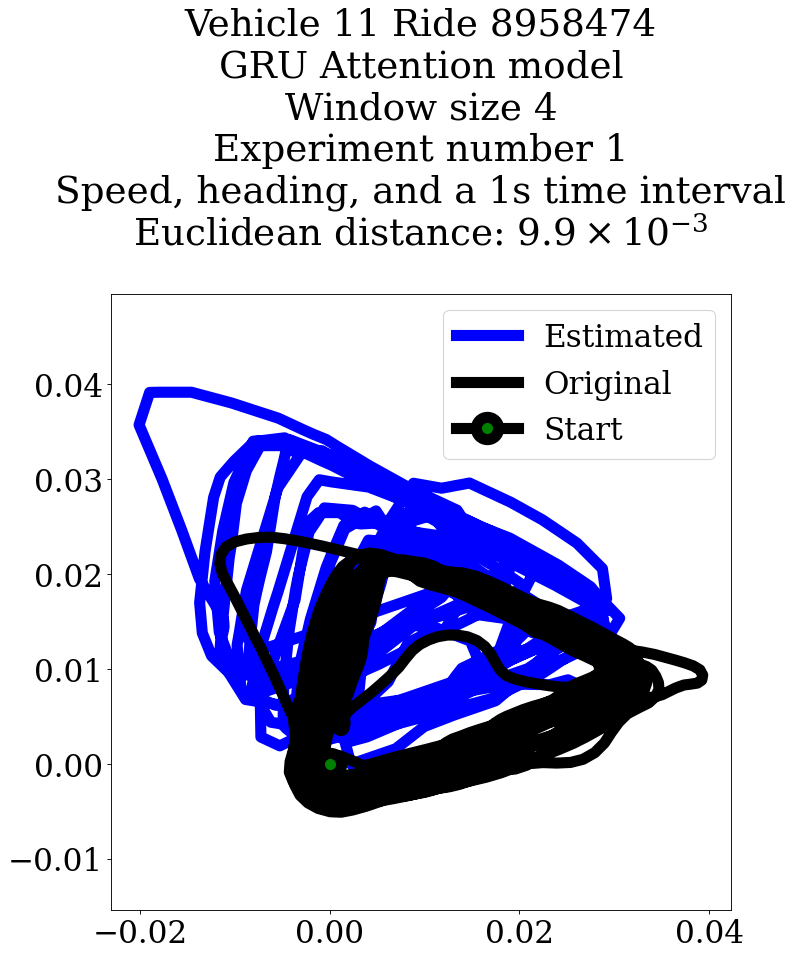 Vehicle 11 Ride 8958474
GRU Attention model
Window size 4
Experiment number 1
Speed, heading, and a 1s time interval
Euclidean distance: 9.9 × 10⁻³
Estimated
Original
Start
0.04
0.03
0.02
0.01
0.00
−0.01
−0.02 0.00 0.02 0.04